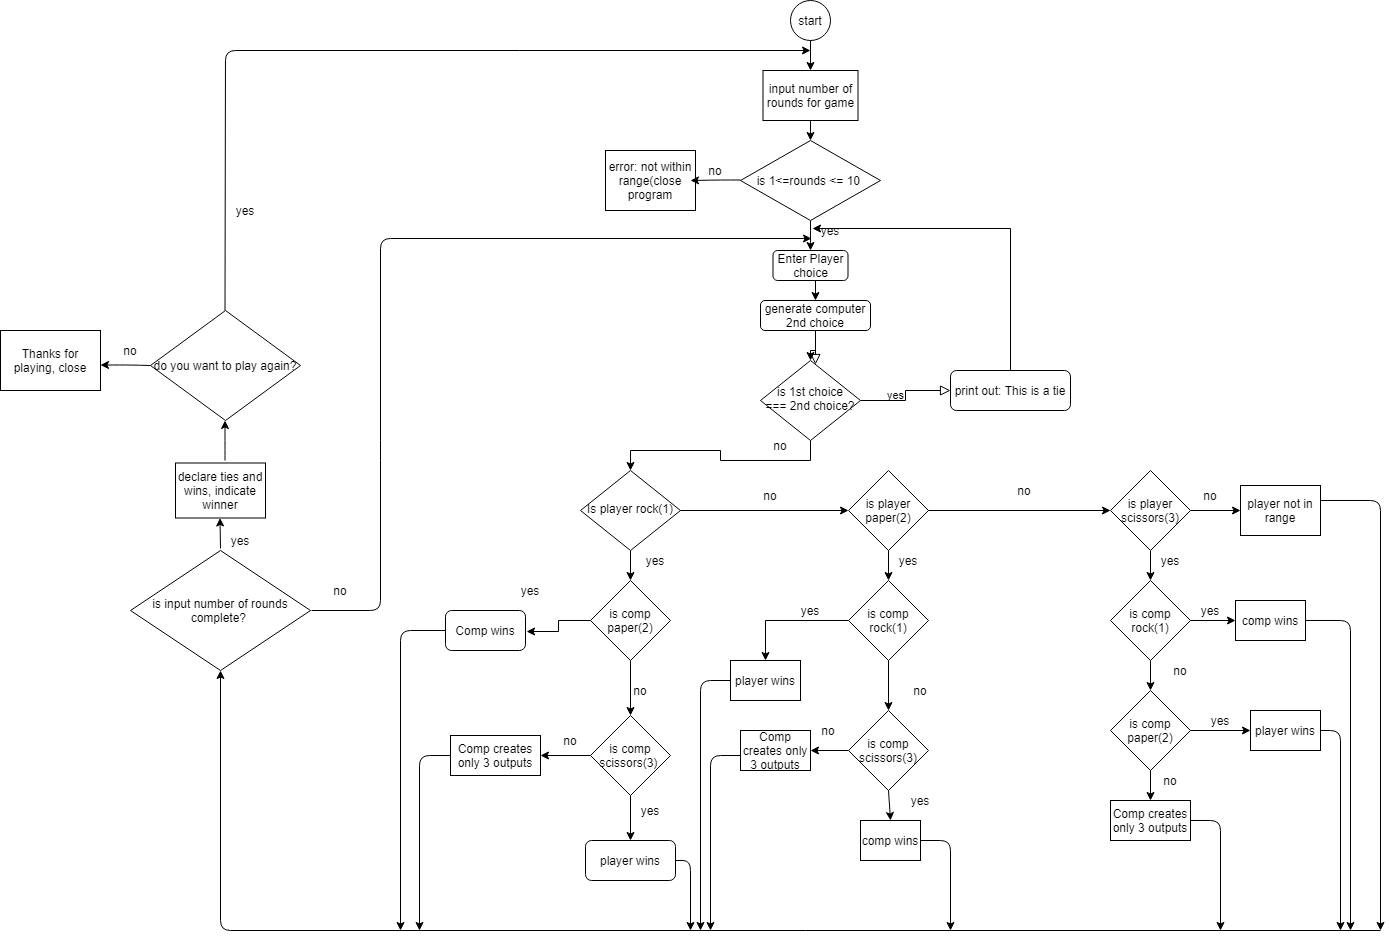 start
input number of
rounds for game
is 1<=rounds <= 10
no
error: not within
range(close
program
yes
yes
Enter Player
choice
generate computer
2nd choice
is 1st choice
=== 2nd choice?
yes
print out: This is a tie
no
do you want to play again?
no
Thanks for
playing, close
declare ties and
wins, indicate
winner
yes
is input number of rounds
complete?
no
Is player rock(1)
no
is player
paper(2)
no
is player
scissors(3)
no
player not in
range
yes
yes
yes
is comp
paper(2)
yes
Comp wins
is comp
rock(1)
yes
player wins
is comp
rock(1)
yes
comp wins
no
no
no
is comp
scissors(3)
no
Comp creates
only 3 outputs
is comp
scissors(3)
no
Comp
creates only
3 outputs
is comp
paper(2)
yes
player wins
yes
player wins
yes
comp wins
no
Comp creates
only 3 outputs